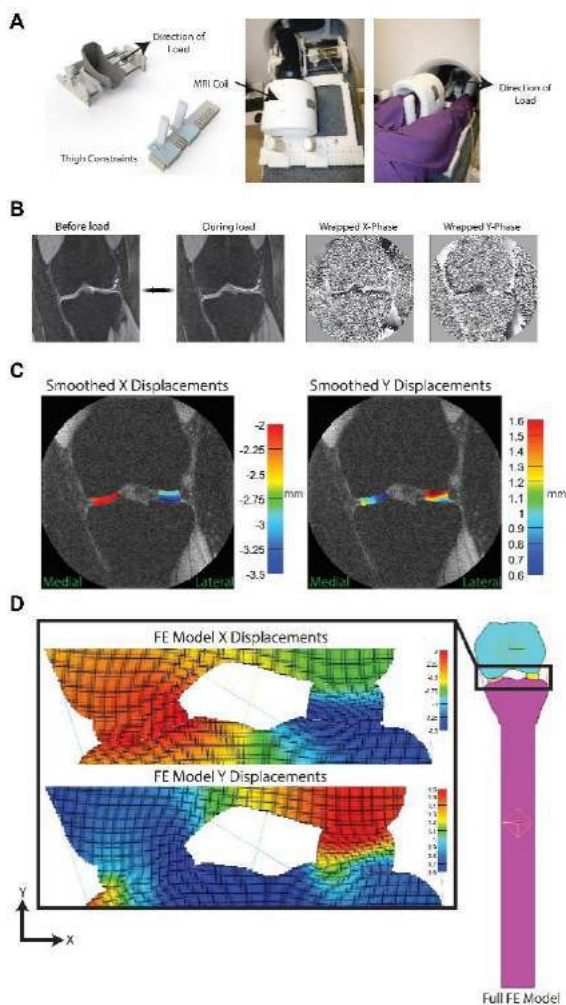 A
Direction of
Load
Thigh Constraints
MRI Coil
Direction of
Load
B
Before load
During load
Wrapped X-Phase
Wrapped Y-Phase
C
Smoothed X Displacements
Smoothed Y Displacements
-2
-2.25
-2.5
-2.75
-3
-3.25
-3.5
mm
1.6
1.5
1.4
1.3
1.2
1.1
1
0.9
0.8
0.7
0.6
mm
Medial
Lateral
Medial
Lateral
D
FE Model X Displacements
FE Model Y Displacements
Y
X
Full FE Model